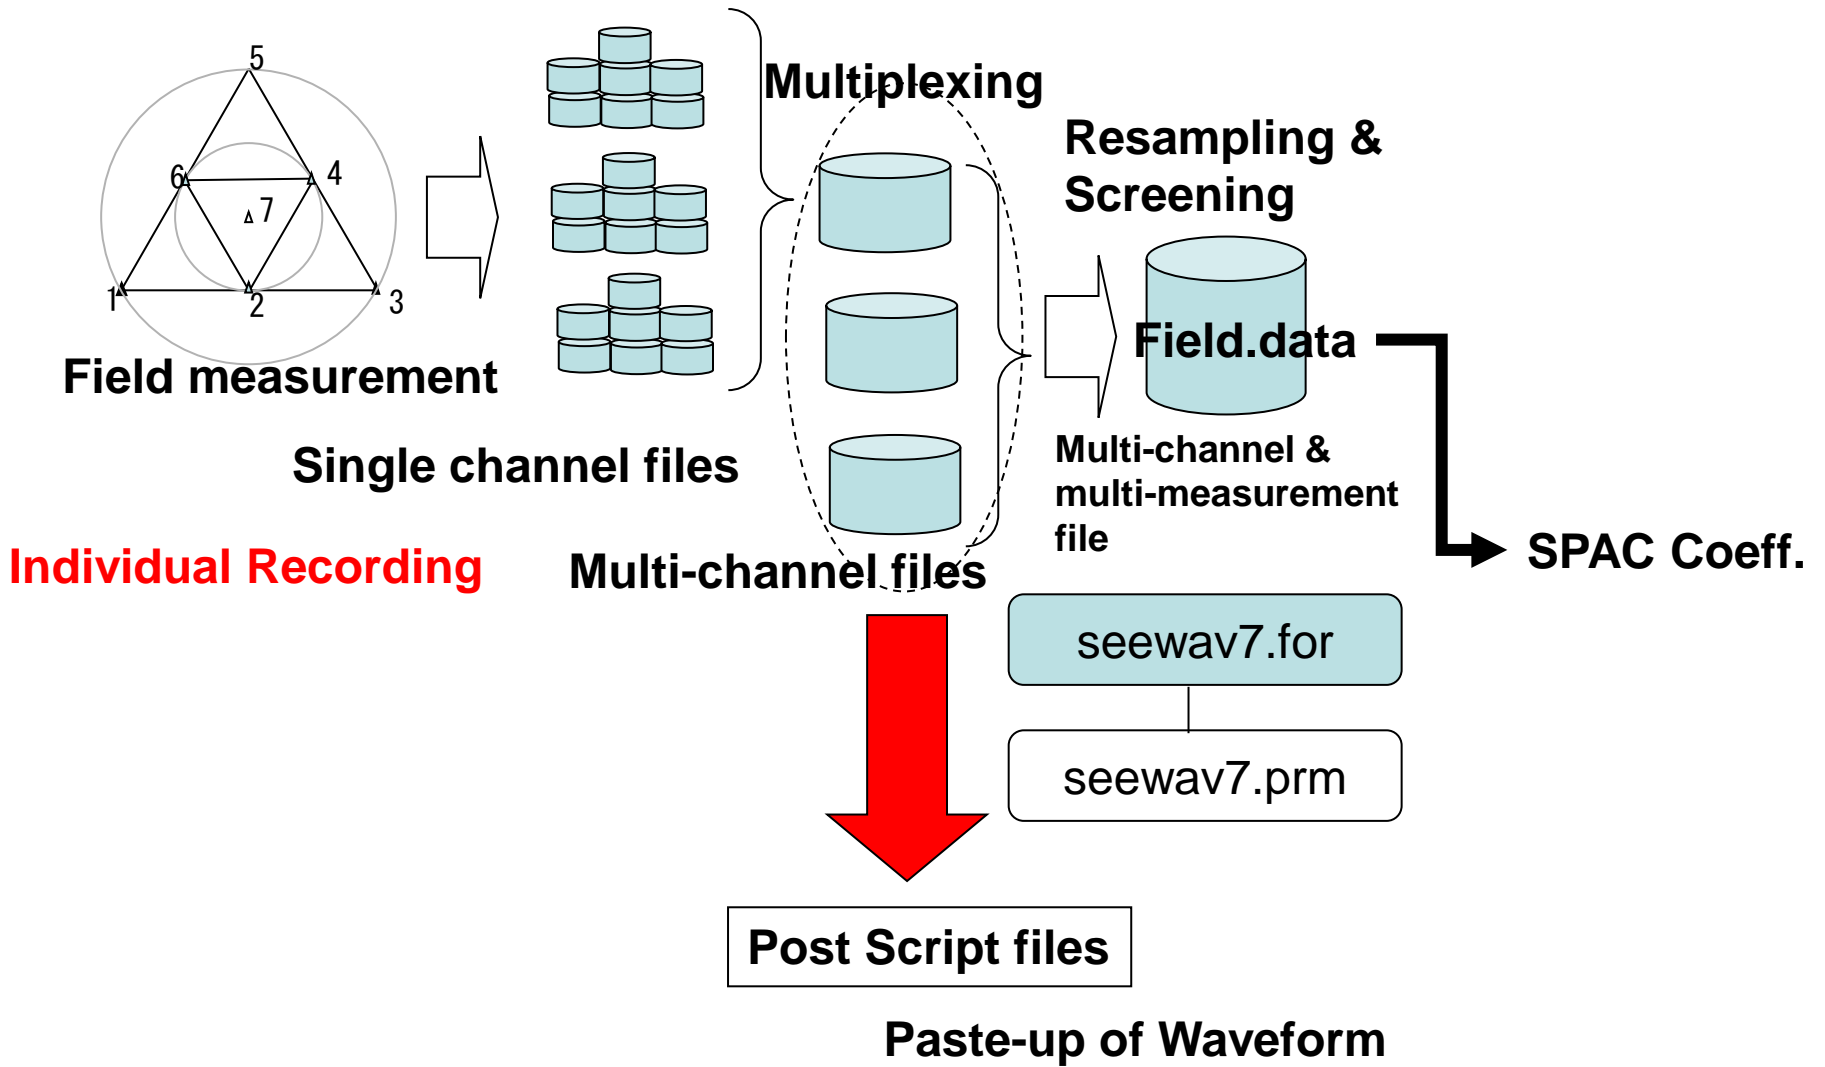 5
6
4
7
1
2
3
Field measurement
Single channel files
Individual Recording
Multiplexing
Multi-channel files
Resampling &
Screening
Field.data
Multi-channel &
multi-measurement
file
SPAC Coeff.
seewav7.for
seewav7.prm
Post Script files
Paste-up of Waveform